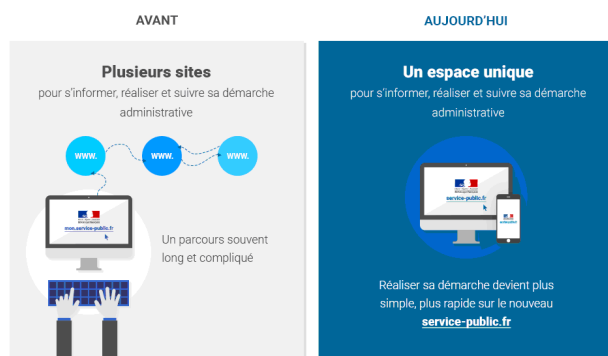 AVANT
Plusieurs sites
pour s'informer, réaliser et suivre sa démarche
administrative
www.
www.
www.
mon.service-public.fr
Un parcours souvent
long et compliqué
AUJOURD'HUI
Un espace unique
pour s'informer, réaliser et suivre sa démarche
administrative
service-public.fr
Réaliser sa démarche devient plus
simple, plus rapide sur le nouveau
service-public.fr